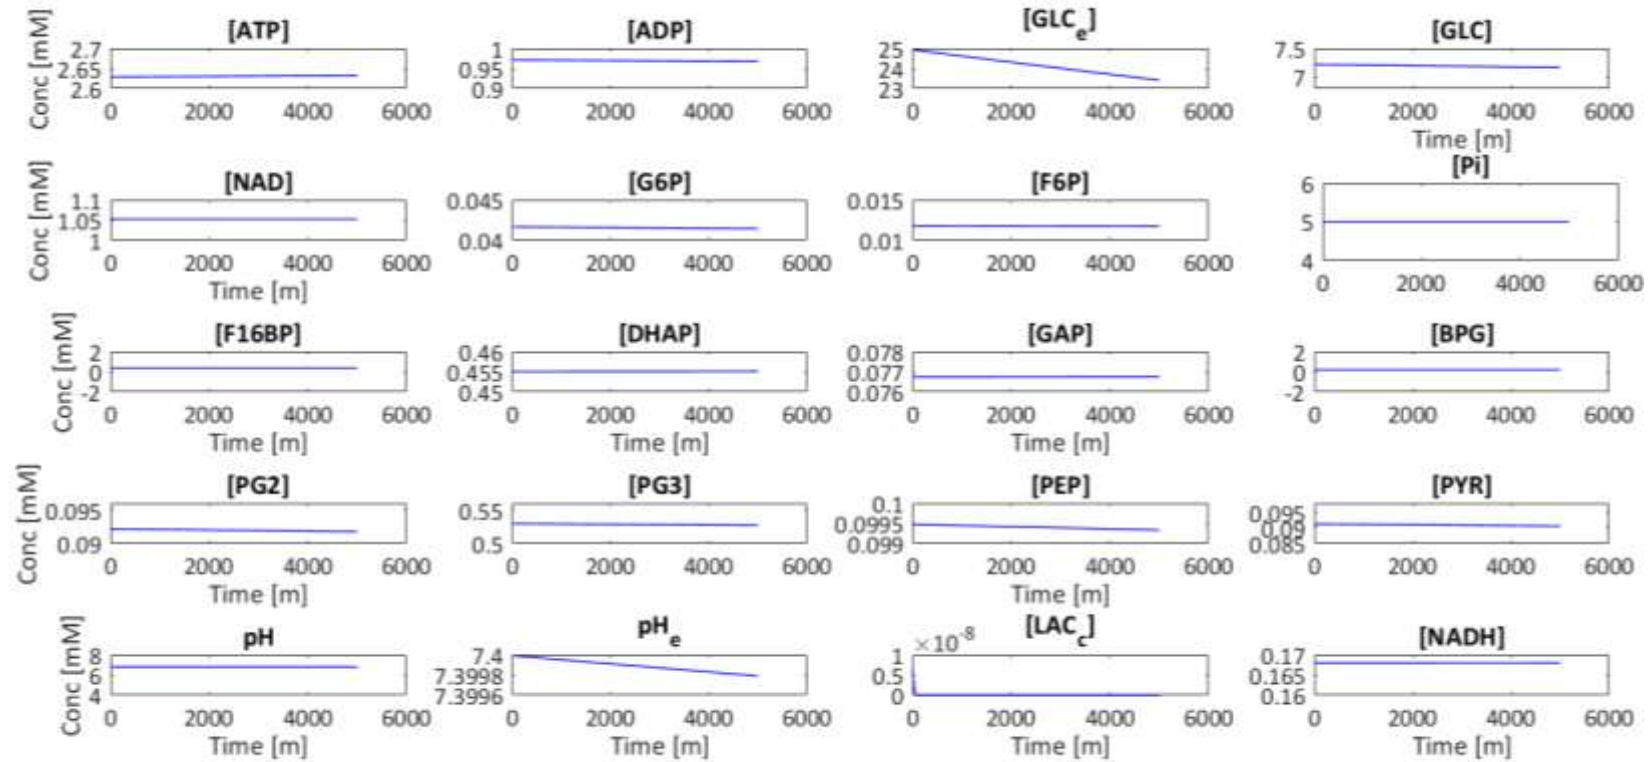 [ATP] [ADP] [GLCe] [GLC]
Conc [mM]
2.7 1 25 7.5
2.65 0.95 24 7
2.6 0.9 23
0 2000 4000 6000 0 2000 4000 6000 0 2000 4000 6000 0 2000 4000 6000
Time [m]
[NAD] [G6P] [F6P] [Pi]
Conc [mM]
1.1 0.045 0.015 6
1.05 5
1 0.04 0.01 4
0 2000 4000 6000 0 2000 4000 6000 0 2000 4000 6000 0 2000 4000 6000
Time [m]
[F16BP] [DHAP] [GAP] [BPG]
Conc [mM]
2 0.46 0.078 2
0 0.455 0.077 0
-2 0.45 0.076 -2
0 2000 4000 6000 0 2000 4000 6000 0 2000 4000 6000 0 2000 4000 6000
Time [m] Time [m] Time [m] Time [m]
[PG2] [PG3] [PEP] [PYR]
Conc [mM]
0.095 0.55 0.1 0.095
0.0995 0.09
0.09 0.5 0.099 0.085
0 2000 4000 6000 0 2000 4000 6000 0 2000 4000 6000 0 2000 4000 6000
Time [m] Time [m] Time [m] Time [m]
pH pHe [LACc] [NADH]
×10-8
Conc [mM]
8 7.4 1 0.17
6 7.3998 0.5 0.165
4 7.3996 0 0.16
0 2000 4000 6000 0 2000 4000 6000 0 2000 4000 6000 0 2000 4000 6000
Time [m] Time [m] Time [m] Time [m]